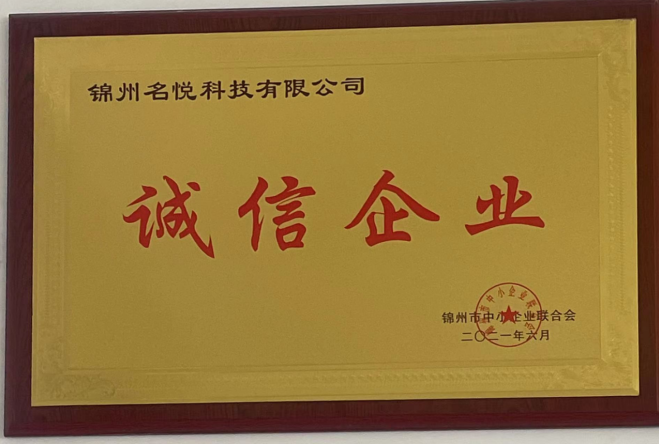 锦州名悦科技有限公司
诚信企业
锦州市中小企业联合会
二〇二一年六月